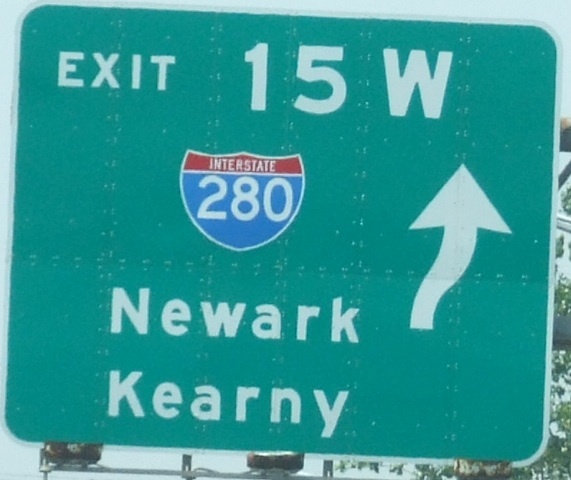 EXIT 15 W
INTERSTATE
280
Newark
Kearny